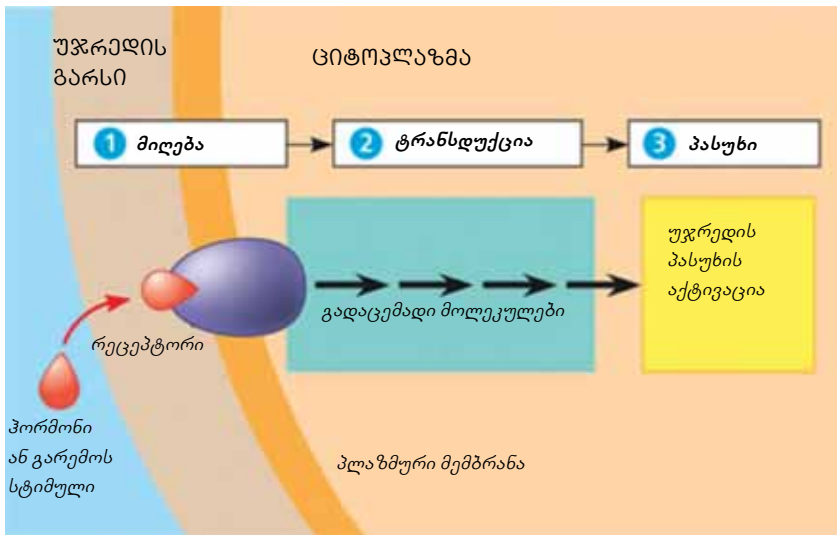 უჯრედის
გარსი
ციტოპლაზმა
1 მიღება
2 ტრანსდუქცია
3 პასუხი
უჯრედის
პასუხის
აქტივაცია
გადაცემადი მოლეკულები
რეცეპტორი
ჰორმონი
ან გარემოს
სტიმული
პლაზმური მემბრანა